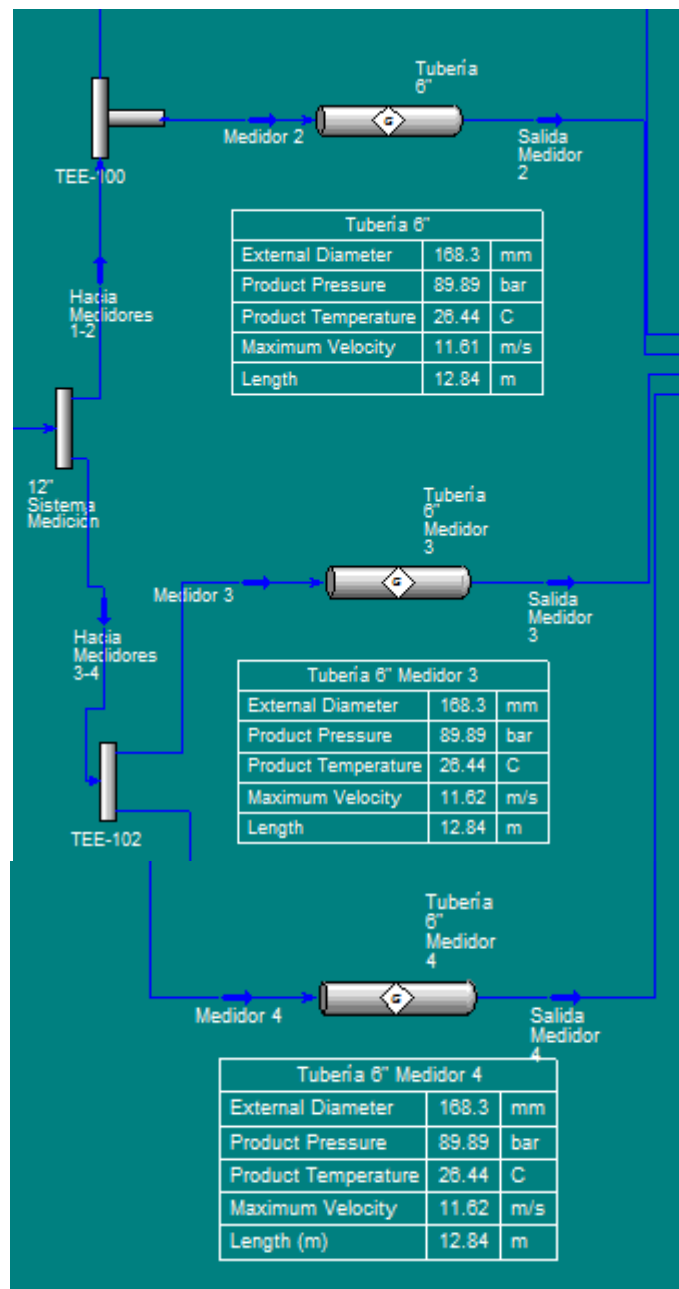 Tubería
6"
Medidor 2
Salida
Medidor
2
TEE-100
Tubería 6"
External Diameter 168.3 mm
Product Pressure 89.89 bar
Product Temperature 26.44 C
Maximum Velocity 11.61 m/s
Length 12.84 m
Hacia
Medidores
1-2
12"
Sistema
Medición
Tubería
6"
Medidor
3
Medidor 3
Salida
Medidor
3
Hacia
Medidores
3-4
Tubería 6" Medidor 3
External Diameter 168.3 mm
Product Pressure 89.89 bar
Product Temperature 26.44 C
Maximum Velocity 11.62 m/s
Length 12.84 m
TEE-102
Tubería
6"
Medidor
4
Medidor 4
Salida
Medidor
4
Tubería 6" Medidor 4
External Diameter 168.3 mm
Product Pressure 89.89 bar
Product Temperature 26.44 C
Maximum Velocity 11.62 m/s
Length (m) 12.84 m
G
G
G